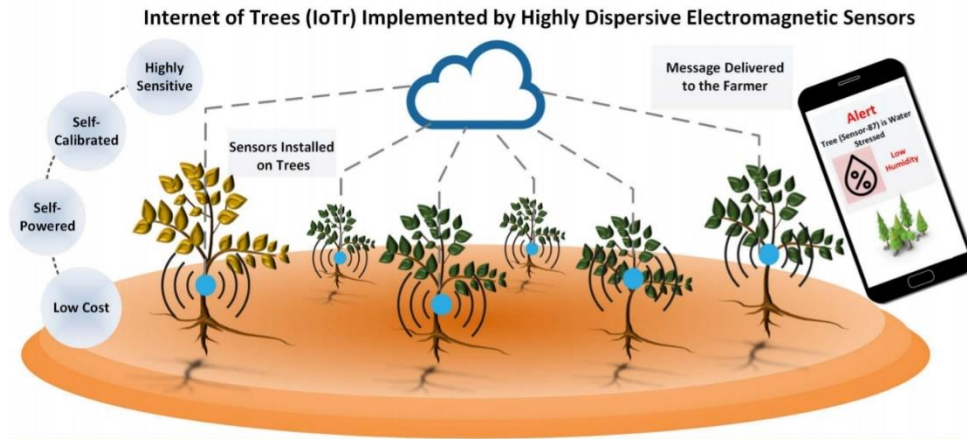 Internet of Trees (IoTr) Implemented by Highly Dispersive Electromagnetic Sensors
Highly
Sensitive
Self-
Calibrated
Self-
Powered
Low Cost
Sensors Installed
on Trees
Message Delivered
to the Farmer
Alert
Tree (Sensor-87) is Water
Stressed
Low
Humidity
%